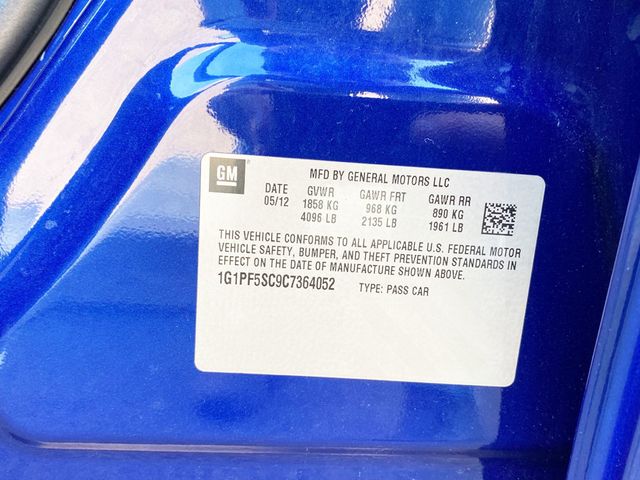 GM MFD BY GENERAL MOTORS LLC
DATE GVWR GAWR FRT GAWR RR
05/12 1858 KG 968 KG 890 KG
4096 LB 2135 LB 1961 LB
THIS VEHICLE CONFORMS TO ALL APPLICABLE U.S. FEDERAL MOTOR
VEHICLE SAFETY, BUMPER, AND THEFT PREVENTION STANDARDS IN
EFFECT ON THE DATE OF MANUFACTURE SHOWN ABOVE.
1G1PF5SC9C7364052 TYPE: PASS CAR